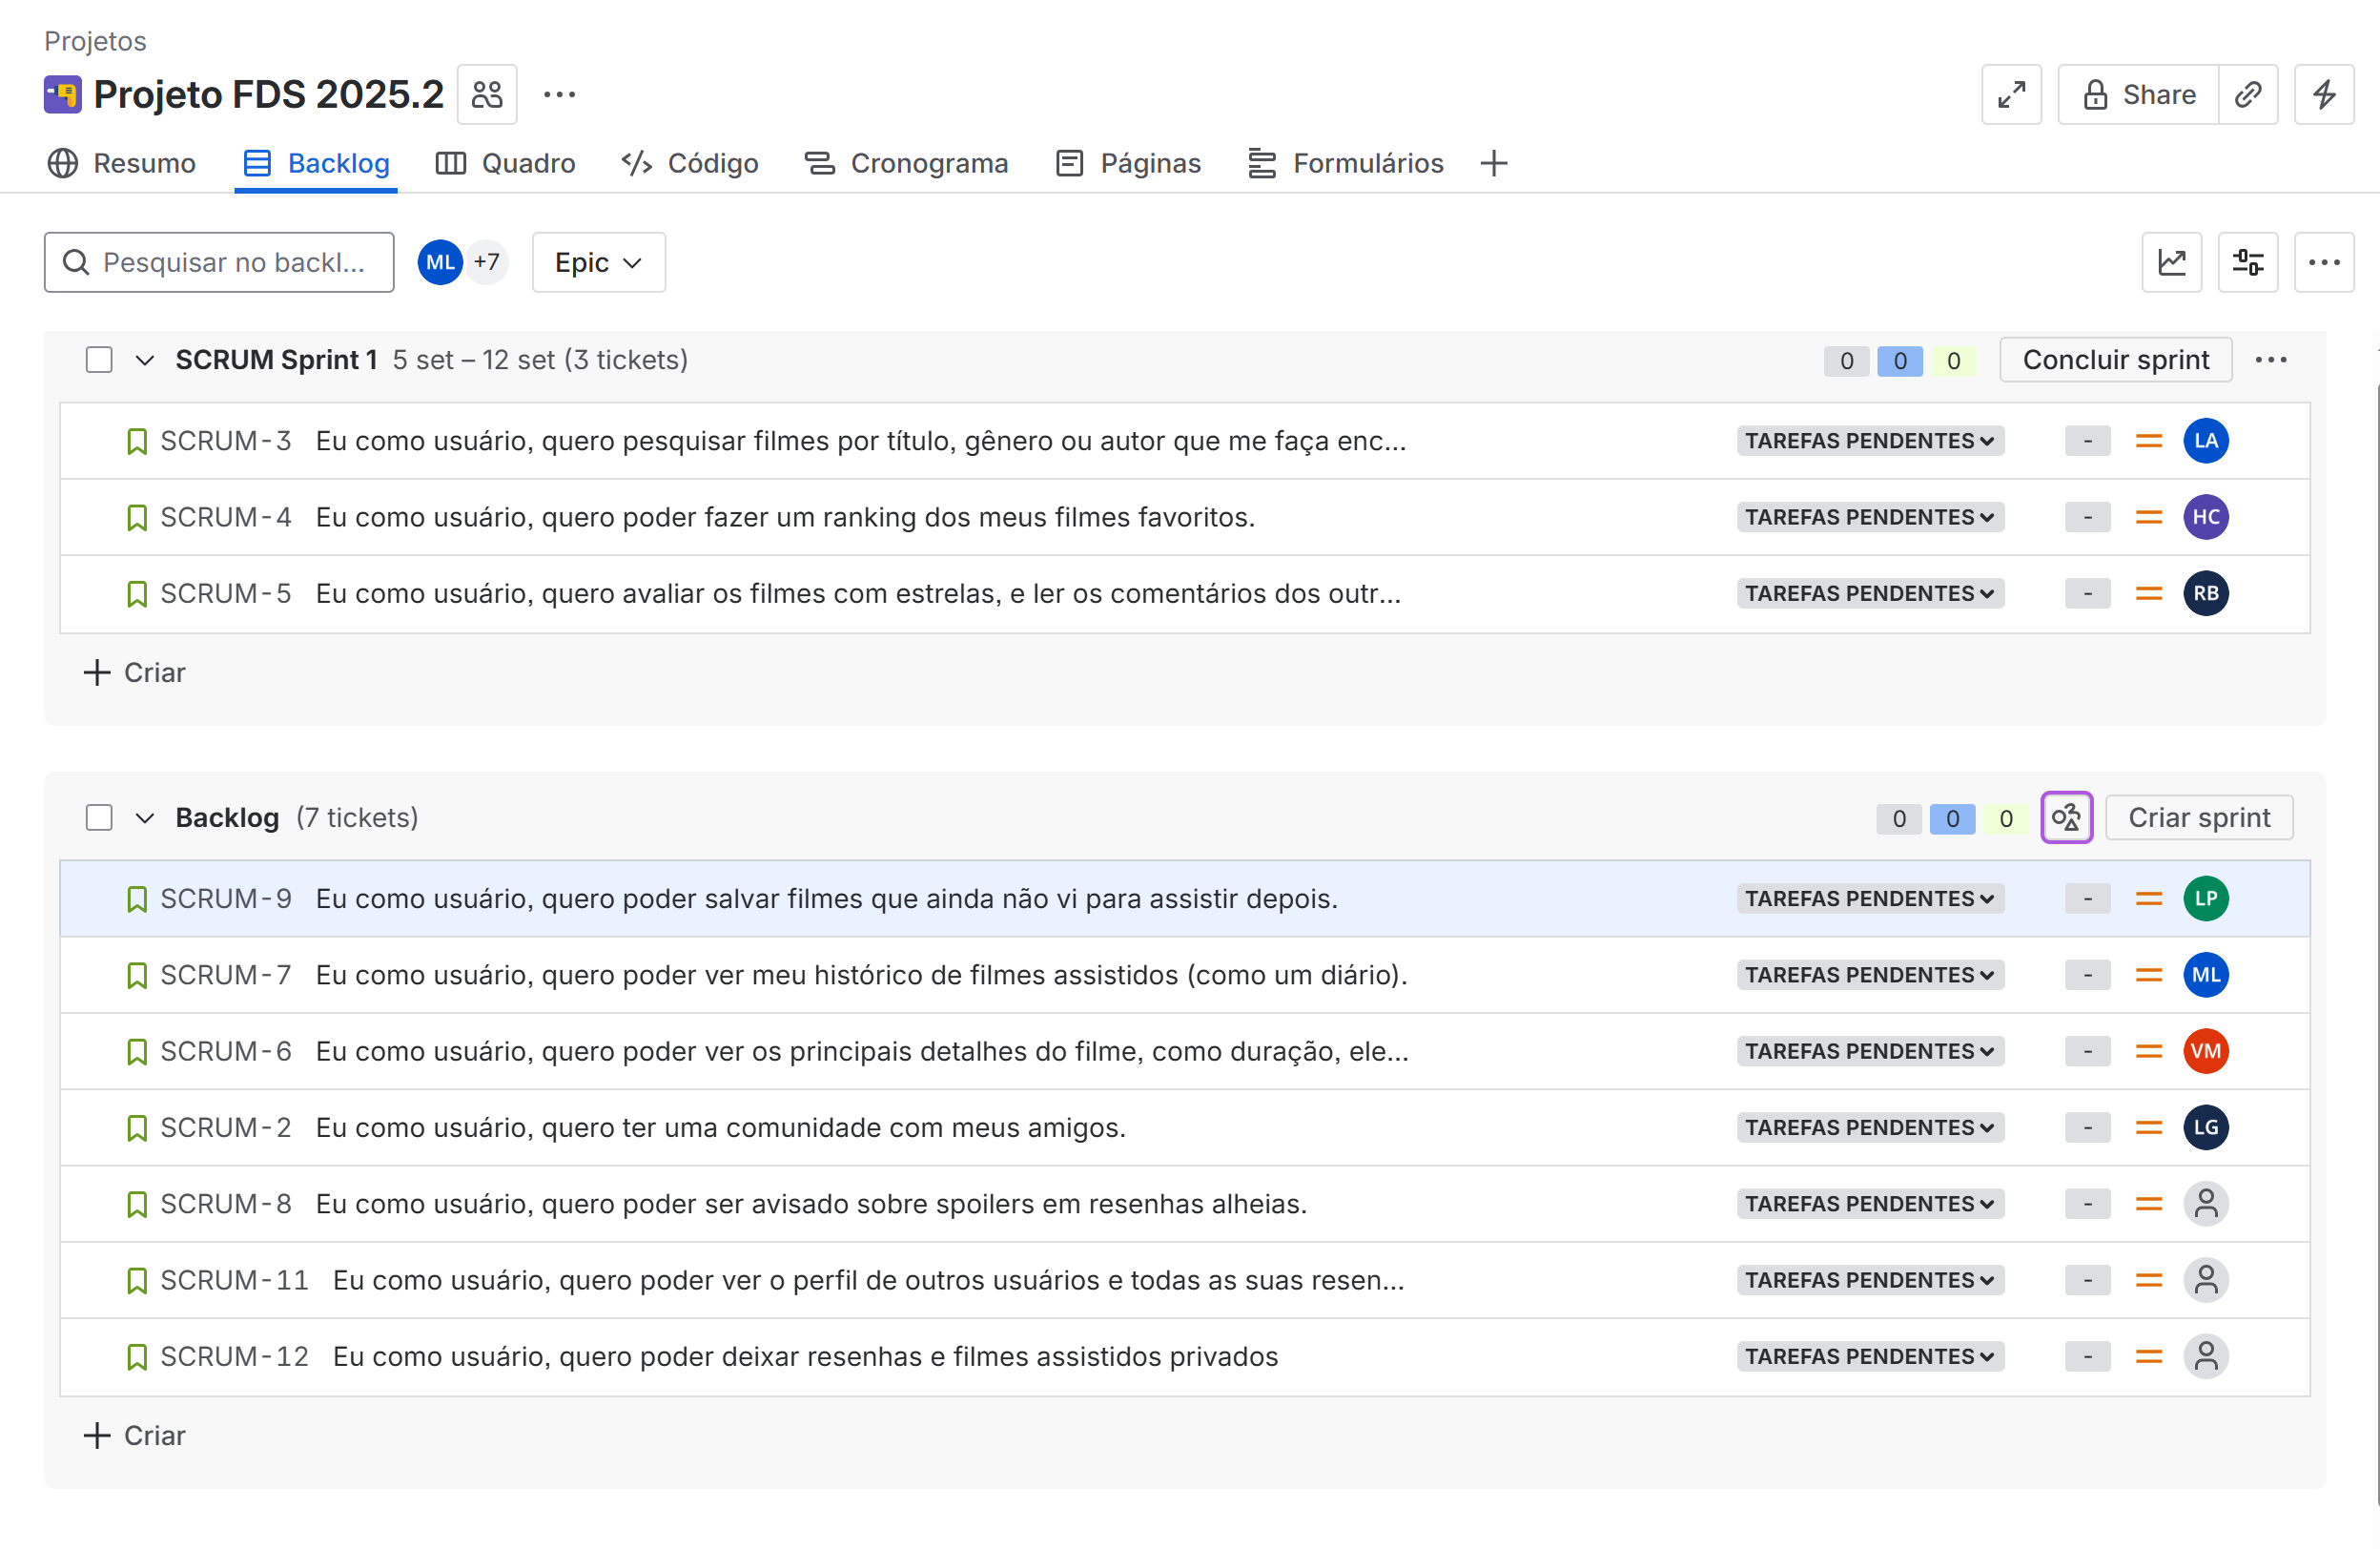 Projetos
Projeto FDS 2025.2
Share
Resumo
Backlog
Quadro
Código
Cronograma
Páginas
Formulários
Pesquisar no backl...
ML +7
Epic
SCRUM Sprint 1 5 set – 12 set (3 tickets) 0 0 0 Concluir sprint
SCRUM-3 Eu como usuário, quero pesquisar filmes por título, gênero ou autor que me faça enc... TAREFAS PENDENTES - LA
SCRUM-4 Eu como usuário, quero poder fazer um ranking dos meus filmes favoritos. TAREFAS PENDENTES - HC
SCRUM-5 Eu como usuário, quero avaliar os filmes com estrelas, e ler os comentários dos outr... TAREFAS PENDENTES - RB
Criar
Backlog (7 tickets) 0 0 0 Criar sprint
SCRUM-9 Eu como usuário, quero poder salvar filmes que ainda não vi para assistir depois. TAREFAS PENDENTES - LP
SCRUM-7 Eu como usuário, quero poder ver meu histórico de filmes assistidos (como um diário). TAREFAS PENDENTES - ML
SCRUM-6 Eu como usuário, quero poder ver os principais detalhes do filme, como duração, ele... TAREFAS PENDENTES - VM
SCRUM-2 Eu como usuário, quero ter uma comunidade com meus amigos. TAREFAS PENDENTES - LG
SCRUM-8 Eu como usuário, quero poder ser avisado sobre spoilers em resenhas alheias. TAREFAS PENDENTES -
SCRUM-11 Eu como usuário, quero poder ver o perfil de outros usuários e todas as suas resen... TAREFAS PENDENTES -
SCRUM-12 Eu como usuário, quero poder deixar resenhas e filmes assistidos privados TAREFAS PENDENTES -
Criar